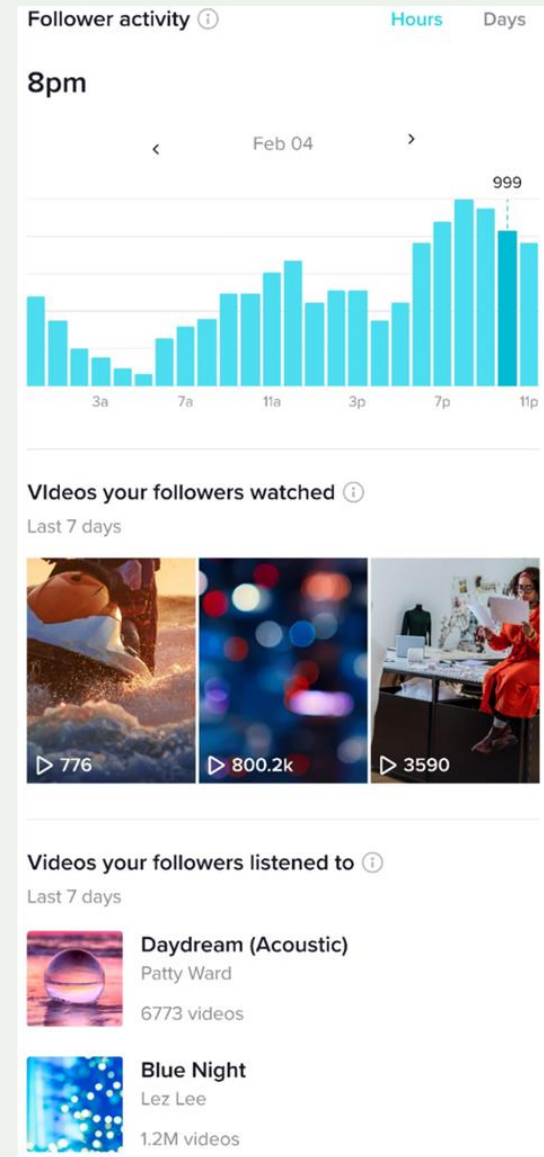 Follower activity
Hours Days
8pm
Feb 04
999
3a 7a 11a 3p 7p 11p
VIdeos your followers watched
Last 7 days
776 800.2k 3590
Videos your followers listened to
Last 7 days
Daydream (Acoustic)
Patty Ward
6773 videos
Blue Night
Lez Lee
1.2M videos